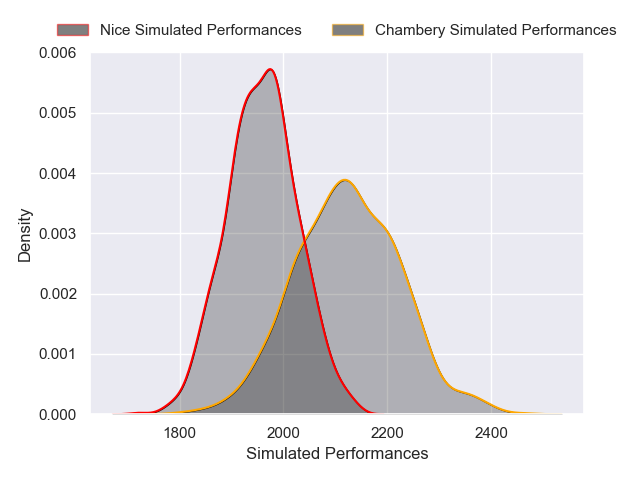 Nice Simulated Performances
Chambery Simulated Performances
0.006
0.005
0.004
0.003
0.002
0.001
0.000
Density
1800
2000
2200
2400
Simulated Performances